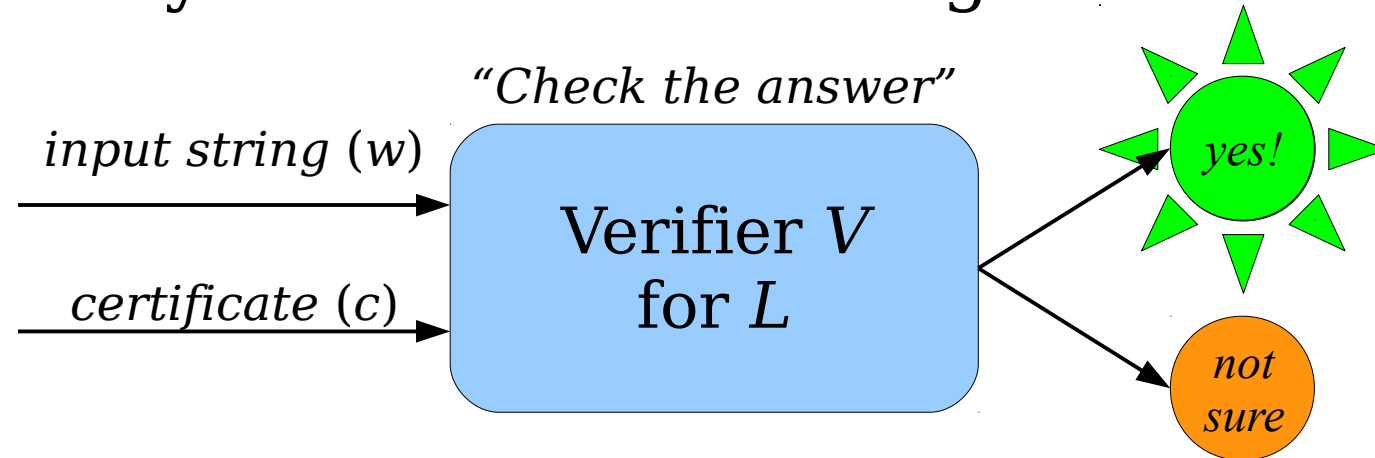 “Check the answer”
input string (w)
certificate (c)
Verifier V
for L
yes!
not
sure